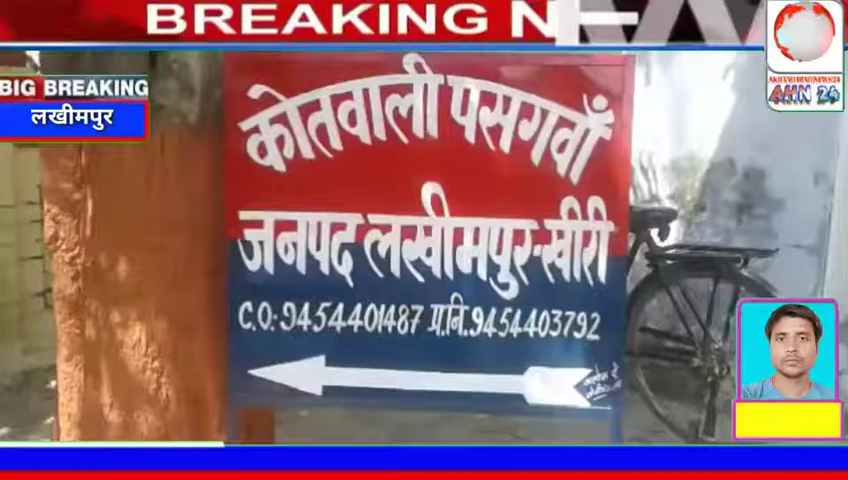 BREAKING N
BIG BREAKING
लखीमपुर
AHN 24
कोतवाली पसगवाँ
जनपद लखीमपुर-खीरी
C.O:-9454401487 प्र.नि.9454403792